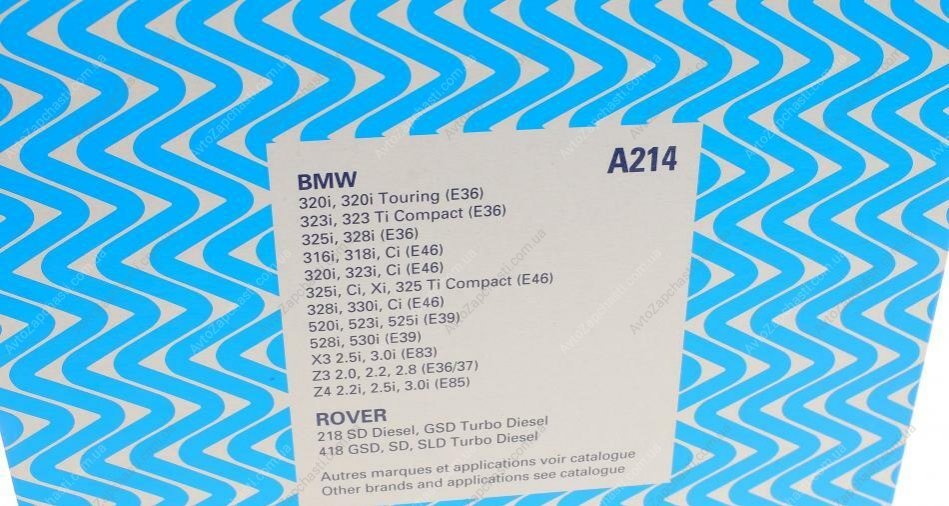 A214
BMW
320i, 320i Touring (E36)
323i, 323 Ti Compact (E36)
325i, 328i (E36)
316i, 318i, Ci (E46)
320i, 323i, Ci (E46)
325i, Ci, Xi, 325 Ti Compact (E46)
328i, 330i, Ci (E46)
520i, 523i, 525i (E39)
528i, 530i (E39)
X3 2.5i, 3.0i (E83)
Z3 2.0, 2.2, 2.8 (E36/37)
Z4 2.2i, 2.5i, 3.0i (E85)
ROVER
218 SD Diesel, GSD Turbo Diesel
418 GSD, SD, SLD Turbo Diesel
Autres marques et applications voir catalogue
Other brands and applications see catalogue
AvtoZapchasti.com.ua